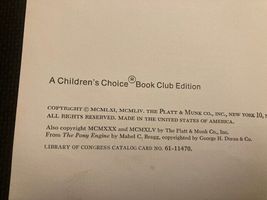 A Children's Choice® Book Club Edition
COPYRIGHT © MCMLXI, MCMLIV. THE PLATT & MUNK CO., INC., NEW YORK 10,
ALL RIGHTS RESERVED. MADE IN THE UNITED STATES OF AMERICA.
Also copyright MCMXXX and MCMXLV by The Platt & Munk Co., Inc.
From The Pony Engine by Mabel C. Bragg, copyrighted by George H. Doran & Co.
LIBRARY OF CONGRESS CATALOG CARD NO. 61-11470.